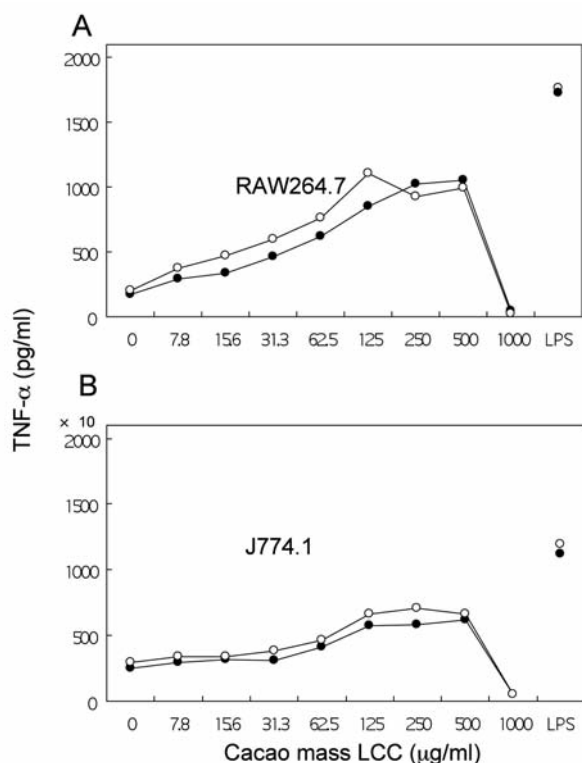 A
2000
1500
RAW264.7
1000
500
0
0 7.8 15.6 31.3 62.5 125 250 500 1000 LPS
TNF-α (pg/ml)
B
× 10
2000
1500
J774.1
1000
500
0
0 7.8 15.6 31.3 62.5 125 250 500 1000 LPS
Cacao mass LCC (µg/ml)